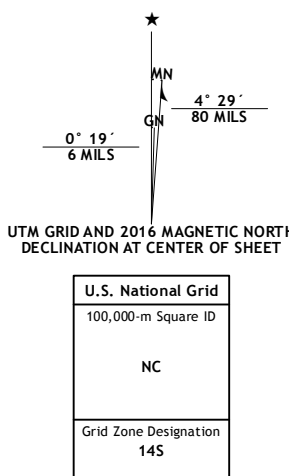 ★
MN
GN
4° 29´
80 MILS
0° 19´
6 MILS
UTM GRID AND 2016 MAGNETIC NORTH
DECLINATION AT CENTER OF SHEET
U.S. National Grid
100,000-m Square ID
NC
Grid Zone Designation
14S